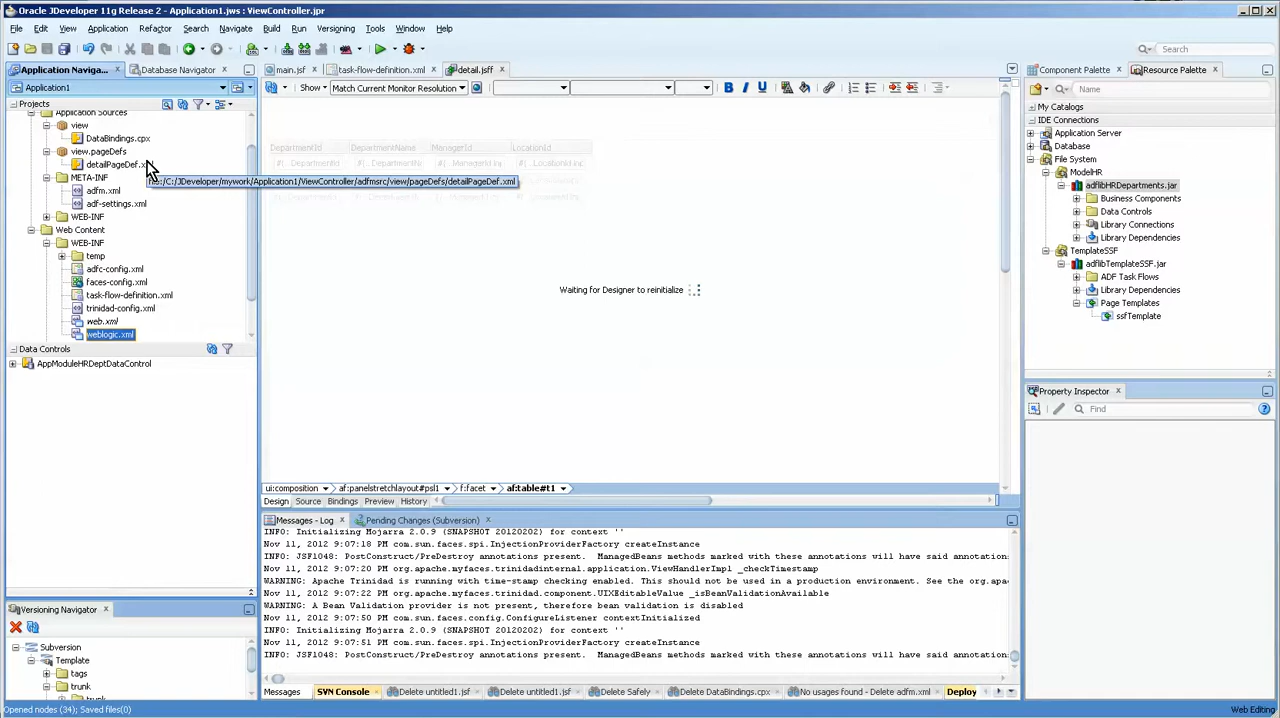 Oracle JDeveloper 11g Release 2 - Application1.jws : ViewController.jpr
File Edit View Application Refactor Search Navigate Build Run Versioning Tools Window Help
Search
Application Naviga...
Database Navigator
main.jsf
task-flow-definition.xml
detail.jsff
Component Palette
Resource Palette
Application1
Show
Match Current Monitor Resolution
Name
Projects
My Catalogs
Application Sources
IDE Connections
view
Application Server
DataBindings.cpx
Database
view.pageDefs
File System
detailPageDef.x
ModelHR
META-INF
adflibHRDepartments.jar
adfm.xml
Business Components
adf-settings.xml
Data Controls
WEB-INF
Library Connections
Web Content
Library Dependencies
WEB-INF
TemplateSSF
temp
adflibTemplateSSF.jar
adfc-config.xml
ADF Task Flows
faces-config.xml
Library Dependencies
task-flow-definition.xml
Page Templates
trinidad-config.xml
ssfTemplate
web.xml
weblogic.xml
C:/JDeveloper/mywork/Application1/ViewController/adfmsrc/view/pageDefs/detailPageDef.xml
DepartmentId DepartmentName ManagerId LocationId
Waiting for Designer to reinitialize
Data Controls
AppModuleHRDeptDataControl
Property Inspector
Find
ui:composition af:panelstretchlayout#psl1 f:facet af:table#t1
Design Source Bindings Preview History
Messages - Log
Pending Changes (Subversion)
INFO: Initializing Mojarra 2.0.9 (SNAPSHOT 20120202) for context ''
Nov 11, 2012 9:07:18 PM com.sun.faces.spi.InjectionProviderFactory createInstance
INFO: JSF1048: PostConstruct/PreDestroy annotations present.  ManagedBeans methods marked with these annotations will have said annotations
Nov 11, 2012 9:07:20 PM org.apache.myfaces.trinidadinternal.application.ViewHandlerImpl _checkTimestamp
WARNING: Apache Trinidad is running with time-stamp checking enabled. This should not be used in a production environment. See the org.apa
Nov 11, 2012 9:07:22 PM org.apache.myfaces.trinidad.component.UIXEditableValue _isBeanValidationAvailable
WARNING: A Bean Validation provider is not present, therefore bean validation is disabled
Nov 11, 2012 9:07:50 PM com.sun.faces.config.ConfigureListener contextInitialized
INFO: Initializing Mojarra 2.0.9 (SNAPSHOT 20120202) for context ''
Nov 11, 2012 9:07:51 PM com.sun.faces.spi.InjectionProviderFactory createInstance
INFO: JSF1048: PostConstruct/PreDestroy annotations present.  ManagedBeans methods marked with these annotations will have said annotations
Versioning Navigator
Subversion
Template
tags
trunk
Messages
SVN Console
Delete untitled1.jsf
Delete untitled1.jsf
Delete Safely
Delete DataBindings.cpx
No usages found - Delete adfm.xml
Deploy
Opened nodes (34); Saved files(0)
Web Editing